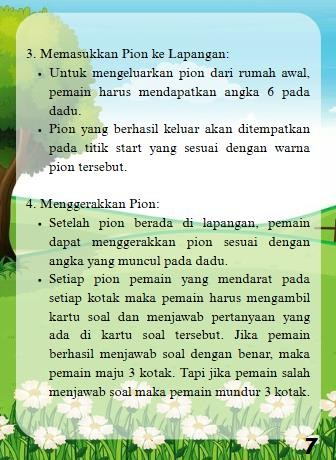 3. Memasukkan Pion ke Lapangan:
• Untuk mengeluarkan pion dari rumah awal,
pemain harus mendapatkan angka 6 pada
dadu.
• Pion yang berhasil keluar akan ditempatkan
pada titik start yang sesuai dengan warna
pion tersebut.
4. Menggerakkan Pion:
• Setelah pion berada di lapangan, pemain
dapat menggerakkan pion sesuai dengan
angka yang muncul pada dadu.
• Setiap pion pemain yang mendarat pada
setiap kotak maka pemain harus mengambil
kartu soal dan menjawab pertanyaan yang
ada di kartu soal tersebut. Jika pemain
berhasil menjawab soal dengan benar, maka
pemain maju 3 kotak. Tapi jika pemain salah
menjawab soal maka pemain mundur 3 kotak.
7